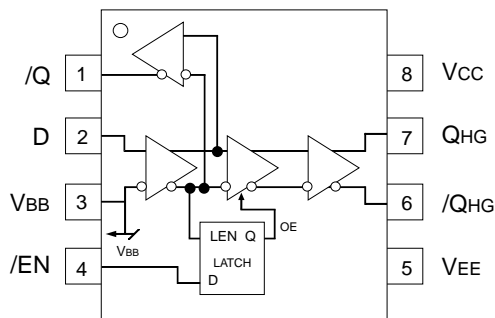 /Q 1
8 VCC
D 2
7 QHG
VBB 3
6 /QHG
VBB
OE
LEN Q
LATCH
D
/EN 4
5 VEE